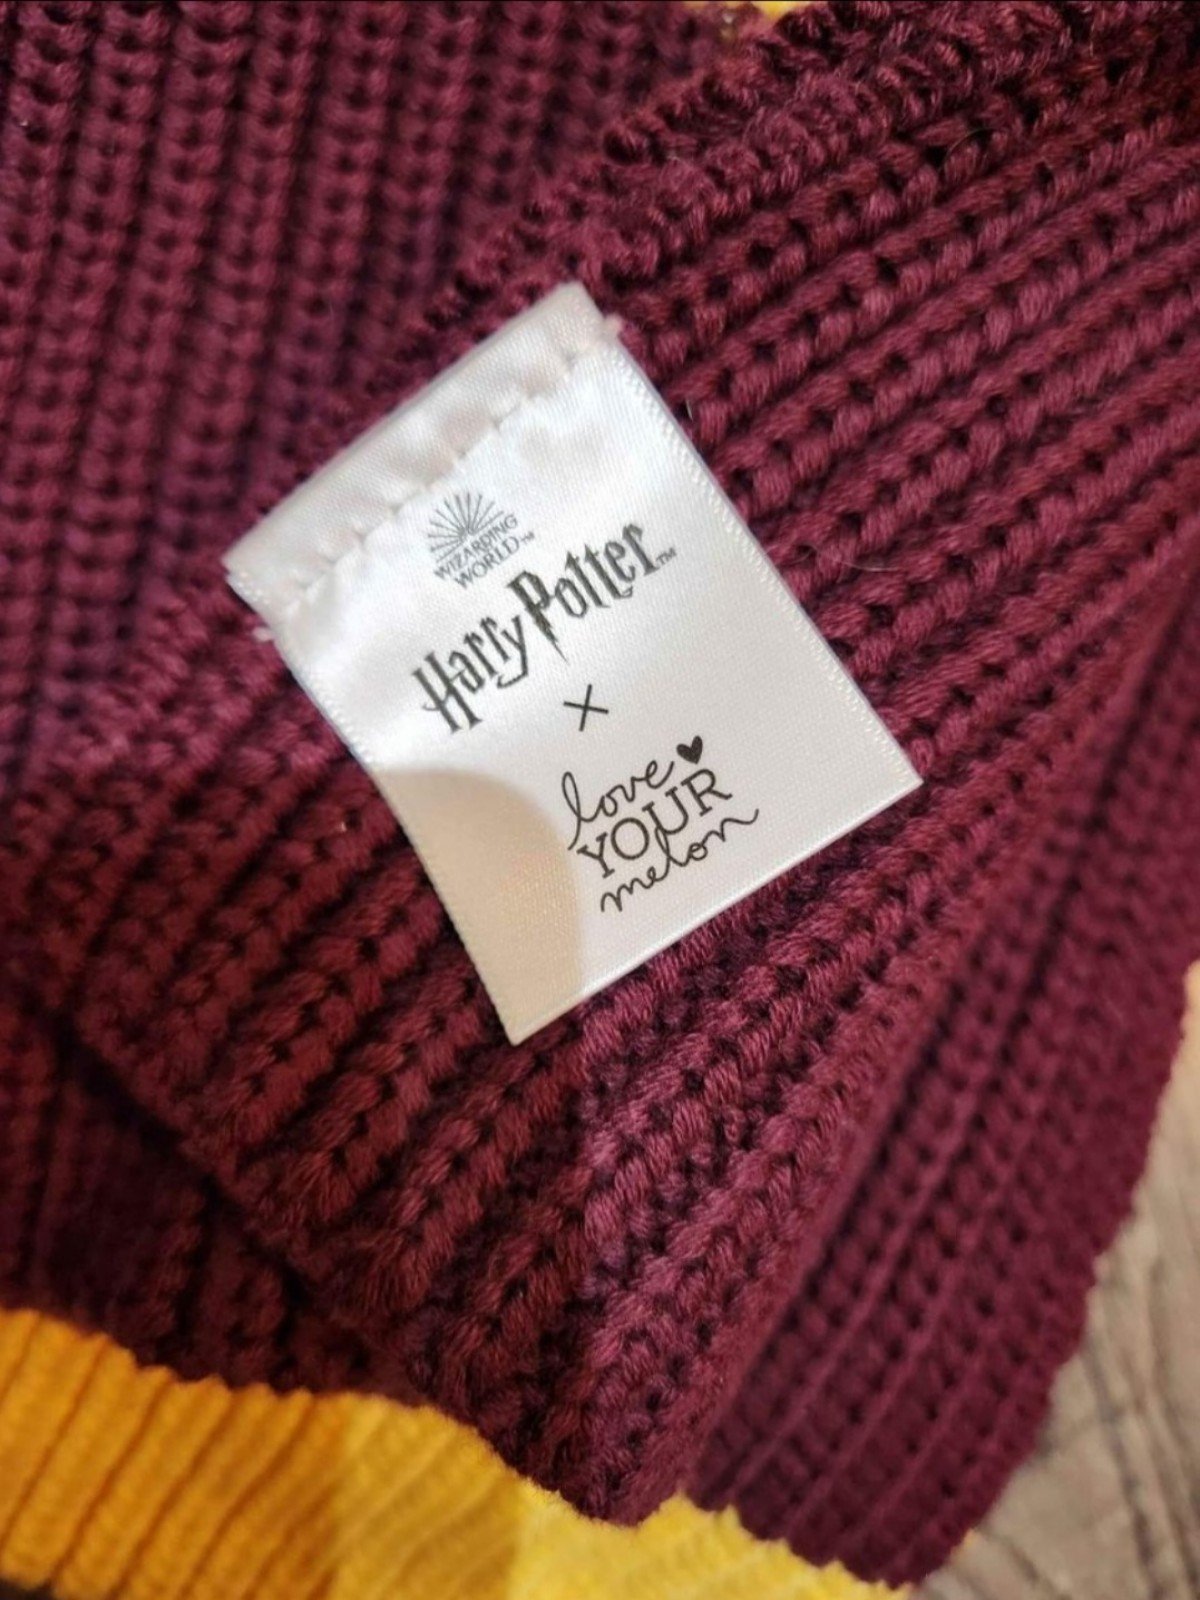 WIZARDING
WORLD™
Harry Potter™
×
love
YOUR
melon